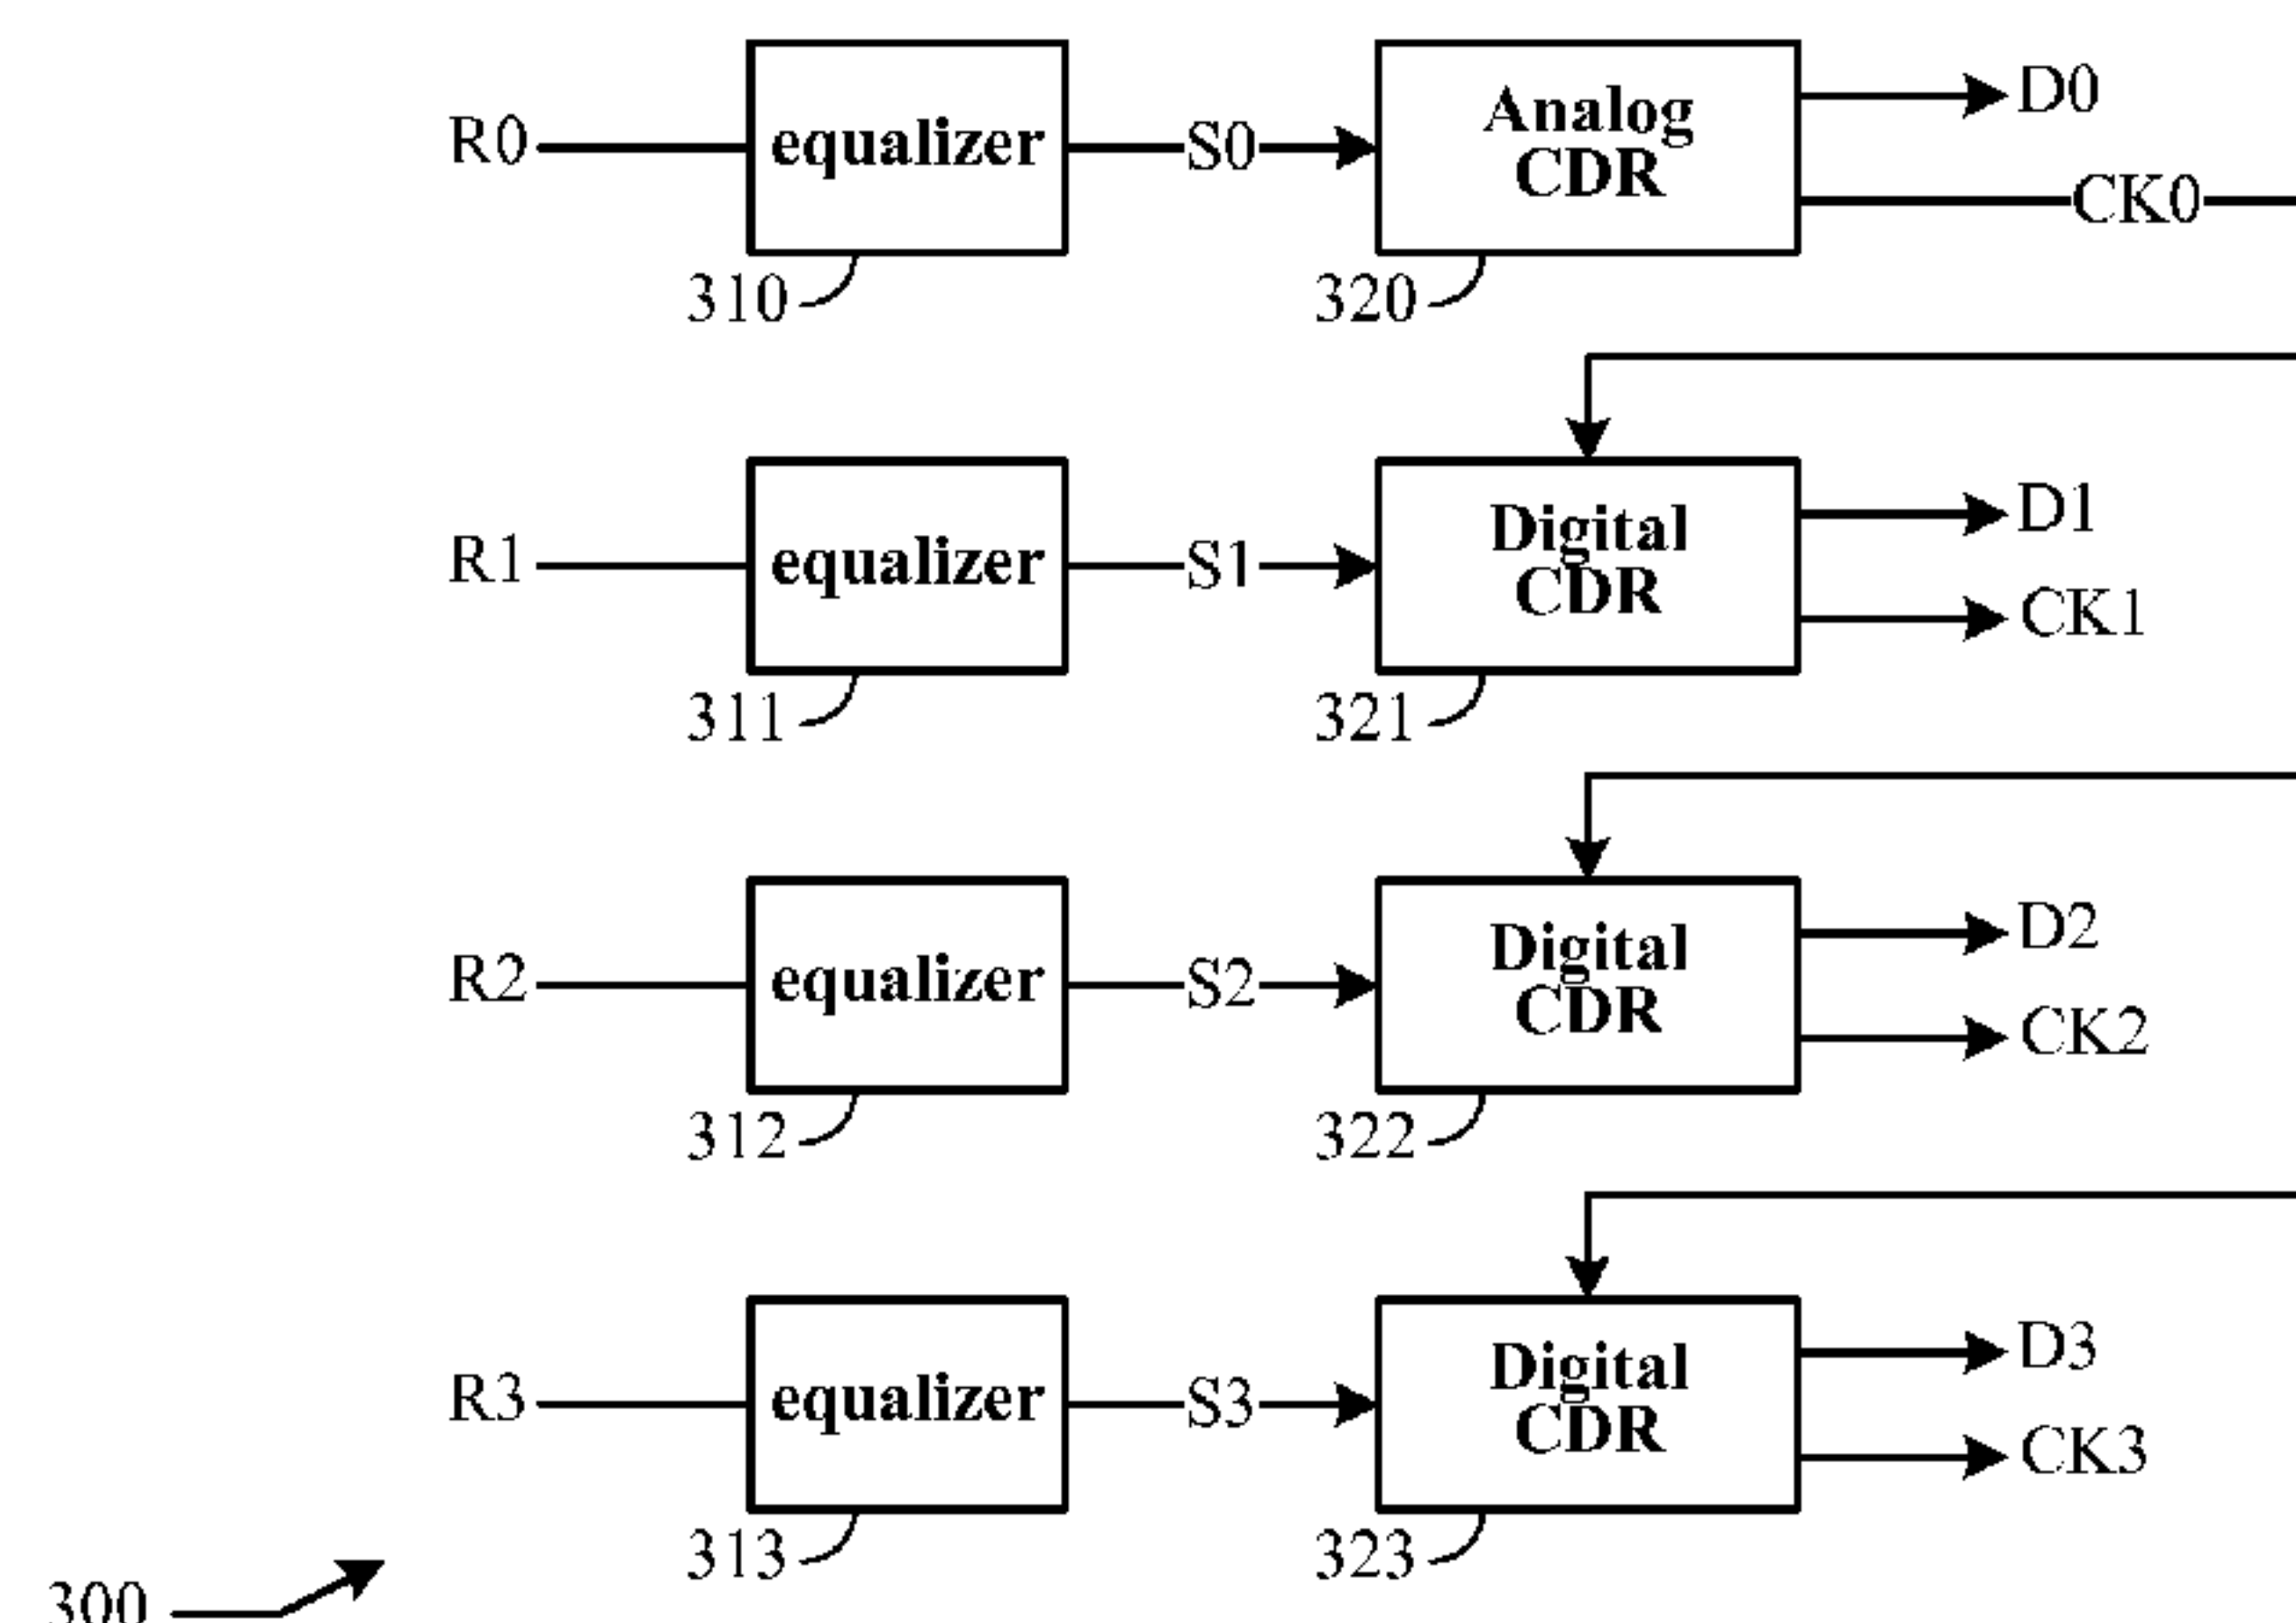 R0 equalizer S0 Analog CDR D0
CK0
310 320
R1 equalizer S1 Digital CDR D1
CK1
311 321
R2 equalizer S2 Digital CDR D2
CK2
312 322
R3 equalizer S3 Digital CDR D3
CK3
313 323
300